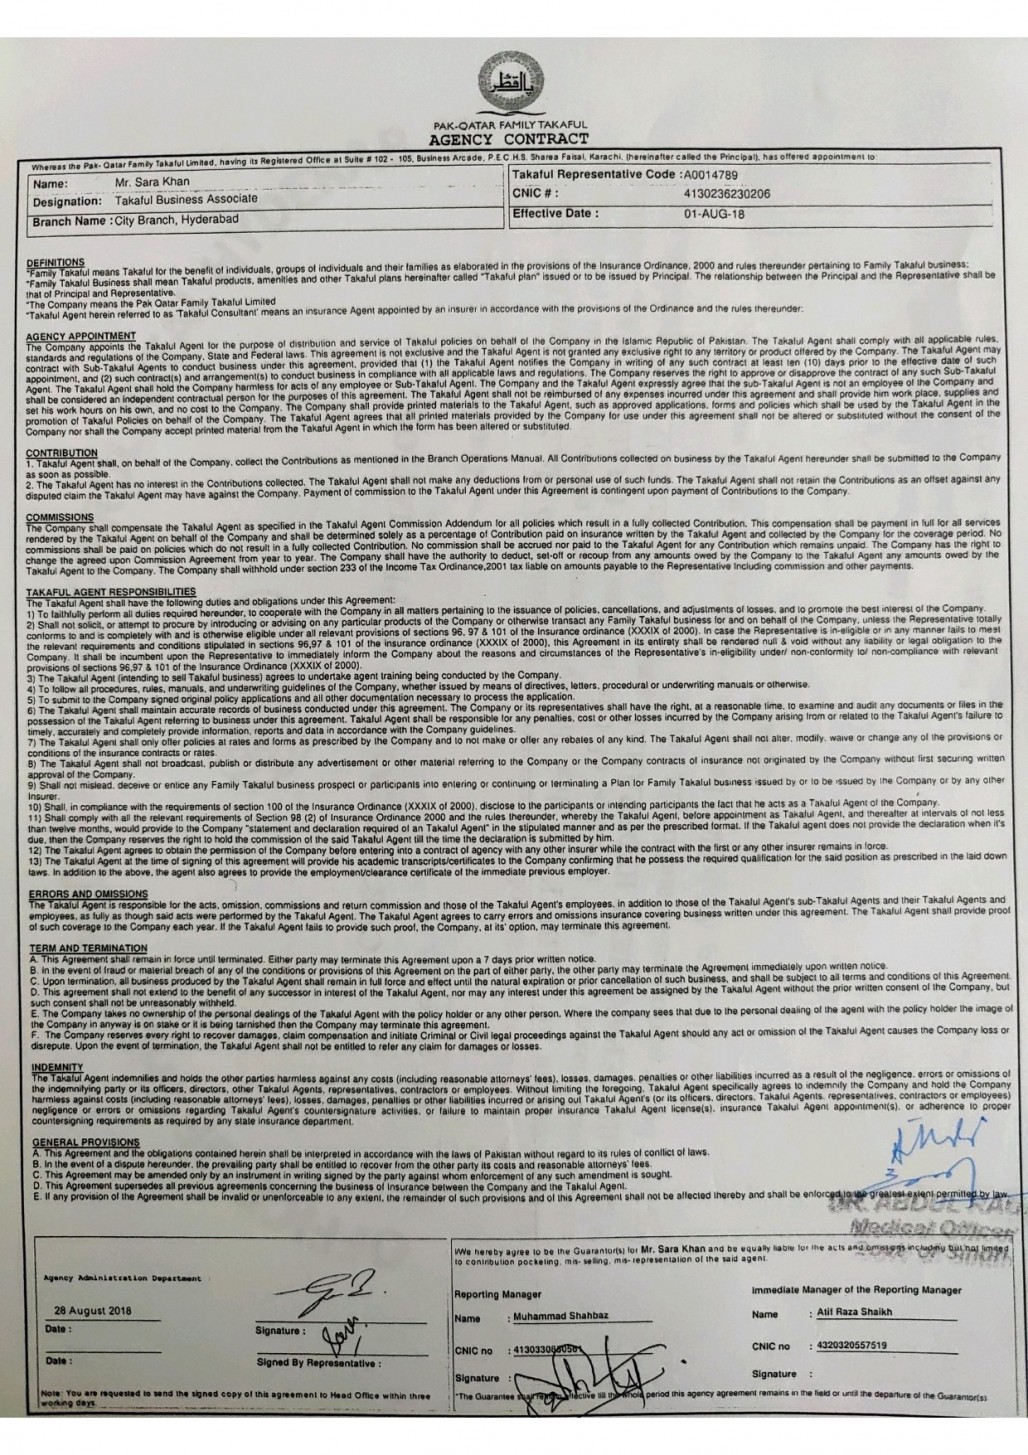 پاك قطر
PAK-QATAR FAMILY TAKAFUL
AGENCY CONTRACT
Whereas the Pak- Qatar Family Takaful Limited, having its Registered Office at Suite # 102 - 105, Business Arcade, P.E.C.H.S. Sharea Faisal, Karachi. (hereinafter called the Principal), has offered appointment to:
Name: Mr. Sara Khan
Designation: Takaful Business Associate
Branch Name : City Branch, Hyderabad
Takaful Representative Code : A0014789
CNIC # : 4130236230206
Effective Date : 01-AUG-18
DEFINITIONS
"Family Takaful means Takaful for the benefit of individuals, groups of individuals and their families as elaborated in the provisions of the Insurance Ordinance, 2000 and rules thereunder pertaining to Family Takaful business:
"Family Takaful Business shall mean Takaful products, amenities and other Takaful plans hereinafter called "Takaful plan" issued or to be issued by Principal. The relationship between the Principal and the Representative shall be
that of Principal and Representative.
"The Company means the Pak Qatar Family Takaful Limited
"Takaful Agent herein referred to as 'Takaful Consultant' means an insurance Agent appointed by an insurer in accordance with the provisions of the Ordinance and the rules thereunder:
AGENCY APPOINTMENT
The Company appoints the Takaful Agent for the purpose of distribution and service of Takaful policies on behalf of the Company in the Islamic Republic of Pakistan. The Takaful Agent shall comply with all applicable rules,
standards and regulations of the Company, State and Federal laws. This agreement is not exclusive and the Takaful Agent is not granted any exclusive right to any territory or product offered by the Company. The Takaful Agent may
contract with Sub-Takaful Agents to conduct business under this agreement, provided that (1) the Takaful Agent notifies the Company in writing of any such contract at least ten (10) days prior to the effective date of such
appointment, and (2) such contract(s) and arrangement(s) to conduct business in compliance with all applicable laws and regulations. The Company reserves the right to approve or disapprove the contract of any such Sub-Takaful
Agent. The Takaful Agent shall hold the Company harmless for acts of any employee or Sub-Takaful Agent. The Company and the Takaful Agent expressly agree that the sub-Takaful Agent is not an employee of the Company and
shall be considered an independent contractual person for the purposes of this agreement. The Takaful Agent shall not be reimbursed of any expenses incurred under this agreement and shall provide him work place, supplies and
set his work hours on his own, and no cost to the Company. The Company shall provide printed materials to the Takaful Agent, such as approved applications, forms and policies which shall be used by the Takaful Agent in the
promotion of Takaful Policies on behalf of the Company. The Takaful Agent agrees that all printed materials provided by the Company for use under this agreement shall not be altered or substituted without the consent of the
Company nor shall the Company accept printed material from the Takaful Agent in which the form has been altered or substituted.
CONTRIBUTION
1. Takaful Agent shall, on behalf of the Company, collect the Contributions as mentioned in the Branch Operations Manual. All Contributions collected on business by the Takaful Agent hereunder shall be submitted to the Company
as soon as possible.
2. The Takaful Agent has no interest in the Contributions collected. The Takaful Agent shall not make any deductions from or personal use of such funds. The Takaful Agent shall not retain the Contributions as an offset against any
disputed claim the Takaful Agent may have against the Company. Payment of commission to the Takaful Agent under this Agreement is contingent upon payment of Contributions to the Company.
COMMISSIONS
The Company shall compensate the Takaful Agent as specified in the Takaful Agent Commission Addendum for all policies which result in a fully collected Contribution. This compensation shall be payment in full for all services
rendered by the Takaful Agent on behalf of the Company and shall be determined solely as a percentage of Contribution paid on insurance written by the Takaful Agent and collected by the Company for the coverage period. No
commissions shall be paid on policies which do not result in a fully collected Contribution. No commission shall be accrued nor paid to the Takaful Agent for any Contribution which remains unpaid. The Company has the right to
change the agreed upon Commission Agreement from year to year. The Company shall have the authority to deduct, set-off or recoup from any amounts owed by the Company to the Takaful Agent any amounts owed by the
Takaful Agent to the Company. The Company shall withhold under section 233 of the Income Tax Ordinance,2001 tax liable on amounts payable to the Representative Including commission and other payments.
TAKAFUL AGENT RESPONSIBILITIES
The Takaful Agent shall have the following duties and obligations under this Agreement:
1) To faithfully perform all duties required hereunder, to cooperate with the Company in all matters pertaining to the issuance of policies, cancellations, and adjustments of losses, and to promote the best interest of the Company.
2) Shall not solicit, or attempt to procure by introducing or advising on any particular products of the Company or otherwise transact any Family Takaful business for and on behalf of the Company, unless the Representative totally
conforms to and is completely with and is otherwise eligible under all relevant provisions of sections 96, 97 & 101 of the Insurance ordinance (XXXIX of 2000). In case the Representative is in-eligible or in any manner fails to meet
the relevant requirements and conditions stipulated in sections 96,97 & 101 of the insurance ordinance (XXXIX of 2000), this Agreement in its entirety shall be rendered null & void without any liability or legal obligation to the
Company. It shall be incumbent upon the Representative to immediately inform the Company about the reasons and circumstances of the Representative's in-eligibility under/ non-conformity to/ non-compliance with relevant
provisions of sections 96,97 & 101 of the Insurance Ordinance (XXXIX of 2000).
3) The Takaful Agent (intending to sell Takaful business) agrees to undertake agent training being conducted by the Company.
4) To follow all procedures, rules, manuals, and underwriting guidelines of the Company, whether issued by means of directives, letters, procedural or underwriting manuals or otherwise.
5) To submit to the Company signed original policy applications and all other documentation necessary to process the application.
6) The Takaful Agent shall maintain accurate records of business conducted under this agreement. The Company or its representatives shall have the right, at a reasonable time, to examine and audit any documents or files in the
possession of the Takaful Agent referring to business under this agreement. Takaful Agent shall be responsible for any penalties, cost or other losses incurred by the Company arising from or related to the Takaful Agent's failure to
timely, accurately and completely provide information, reports and data in accordance with the Company guidelines.
7) The Takaful Agent shall only offer policies at rates and forms as prescribed by the Company and to not make or offer any rebates of any kind. The Takaful Agent shall not alter, modify, waive or change any of the provisions or
conditions of the insurance contracts or rates.
8) The Takaful Agent shall not broadcast, publish or distribute any advertisement or other material referring to the Company or the Company contracts of insurance not originated by the Company without first securing written
approval of the Company.
9) Shall not mislead, deceive or entice any Family Takaful business prospect or participants into entering or continuing or terminating a Plan for Family Takaful business issued by or to be issued by the Company or by any other
Insurer.
10) Shall, in compliance with the requirements of section 100 of the Insurance Ordinance (XXXIX of 2000), disclose to the participants or intending participants the fact that he acts as a Takaful Agent of the Company.
11) Shall comply with all the relevant requirements of Section 98 (2) of Insurance Ordinance 2000 and the rules thereunder, whereby the Takaful Agent, before appointment as Takaful Agent, and thereafter at intervals of not less
than twelve months, would provide to the Company "statement and declaration required of an Takaful Agent" in the stipulated manner and as per the prescribed format. If the Takaful agent does not provide the declaration when it's
due, then the Company reserves the right to hold the commission of the said Takaful Agent till the time the declaration is submitted by him.
12) The Takaful Agent agrees to obtain the permission of the Company before entering into a contract of agency with any other insurer while the contract with the first or any other insurer remains in force.
13) The Takaful Agent at the time of signing of this agreement will provide his academic transcripts/certificates to the Company confirming that he possess the required qualification for the said position as prescribed in the laid down
laws. In addition to the above, the agent also agrees to provide the employment/clearance certificate of the immediate previous employer.
ERRORS AND OMISSIONS
The Takaful Agent is responsible for the acts, omission, commissions and return commission and those of the Takaful Agent's employees, in addition to those of the Takaful Agent's sub-Takaful Agents and their Takaful Agents and
employees, as fully as though said acts were performed by the Takaful Agent. The Takaful Agent agrees to carry errors and omissions insurance covering business written under this agreement. The Takaful Agent shall provide proof
of such coverage to the Company each year. If the Takaful Agent fails to provide such proof, the Company, at its' option, may terminate this agreement.
TERM AND TERMINATION
A. This Agreement shall remain in force until terminated. Either party may terminate this Agreement upon a 7 days prior written notice.
B. In the event of fraud or material breach of any of the conditions or provisions of this Agreement on the part of either party, the other party may terminate the Agreement immediately upon written notice.
C. Upon termination, all business produced by the Takaful Agent shall remain in full force and effect until the natural expiration or prior cancellation of such business, and shall be subject to all terms and conditions of this Agreement.
D. This Agreement shall not extend to the benefit of any successor in interest of the Takaful Agent, nor may any interest under this agreement be assigned by the Takaful Agent without the prior written consent of the Company, but
such consent shall not be unreasonably withheld.
E. The Company takes no ownership of the personal dealings of the Takaful Agent with the policy holder or any other person. Where the company sees that due to the personal dealing of the agent with the policy holder the image of
the Company in anyway is on stake or it is being tarnished then the Company may terminate this agreement.
F. The Company reserves every right to recover damages, claim compensation and initiate Criminal or Civil legal proceedings against the Takaful Agent should any act or omission of the Takaful Agent causes the Company loss or
disrepute. Upon the event of termination, the Takaful Agent shall not be entitled to refer any claim for damages or losses.
INDEMNITY
The Takaful Agent indemnifies and holds the other parties harmless against any costs (including reasonable attorneys' fees), losses, damages, penalties or other liabilities incurred as a result of the negligence, errors or omissions of
the indemnifying party or its officers, directors, other Takaful Agents, representatives, contractors or employees. Without limiting the foregoing, Takaful Agent specifically agrees to indemnify the Company and hold the Company
harmless against costs (including reasonable attorneys' fees), losses, damages, penalties or other liabilities incurred or arising out Takaful Agent's (or its officers, directors, Takaful Agents, representatives, contractors or employees)
negligence or errors or omissions regarding Takaful Agent's countersignature activities, or failure to maintain proper insurance Takaful Agent license(s), insurance Takaful Agent appointment(s), or adherence to proper
countersigning requirements as required by any state insurance department.
GENERAL PROVISIONS
A. This Agreement and the obligations contained herein shall be interpreted in accordance with the laws of Pakistan without regard to its rules of conflict of laws.
B. In the event of a dispute hereunder, the prevailing party shall be entitled to recover from the other party its costs and reasonable attorneys' fees.
C. This Agreement may be amended only by an instrument in writing signed by the party against whom enforcement of any such amendment is sought.
D. This Agreement supersedes all previous agreements concerning the business of Insurance between the Company and the Takaful Agent.
E. If any provision of the Agreement shall be invalid or unenforceable to any extent, the remainder of such provisions and of this Agreement shall not be affected thereby and shall be enforced to the greatest extent permitted by law.
DR. ABDUL
Medical Officer
Agency Administration Department :
28 August 2018
Date :
Signature :
Date :
Signed By Representative :
Note: You are requested to send the signed copy of this agreement to Head Office within three
working days.
I/We hereby agree to be the Guarantor(s) for Mr. Sara Khan and be equally liable for the acts and omissions including but not limited
to contribution pocketing, mis- selling, mis- representation of the said agent.
Reporting Manager
Name : Muhammad Shahbaz
CNIC no :
Signature :
Immediate Manager of the Reporting Manager
Name : Atif Raza Shaikh
CNIC no : 4320320557519
Signature :
"The Guarantee shall remain effective till the whole period this agency agreement remains in the field or until the departure of the Guarantor(s)